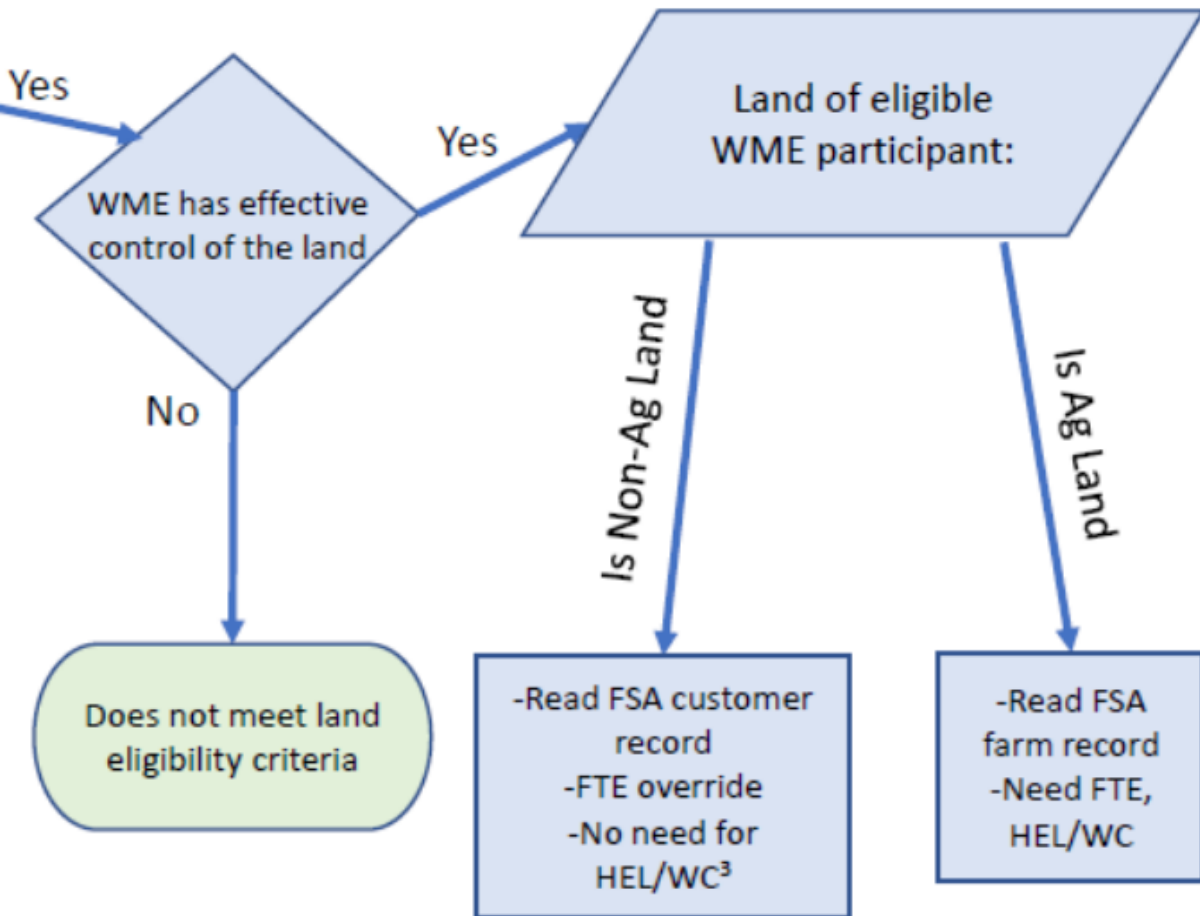 Yes
WME has effective
control of the land
Yes
Land of eligible
WME participant:
No
Is Non-Ag Land
Is Ag Land
Does not meet land
eligibility criteria
-Read FSA customer
record
-FTE override
-No need for
HEL/WC³
-Read FSA
farm record
-Need FTE,
HEL/WC